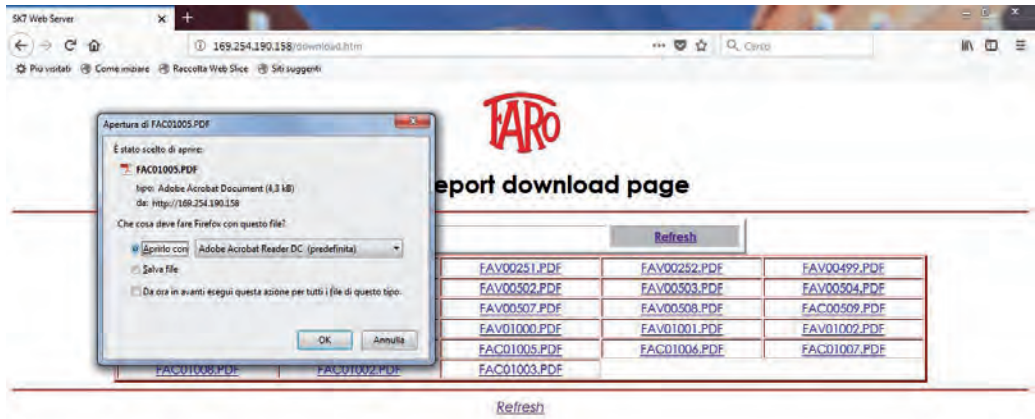 SK7 Web Server
169.254.190.158/download.htm
Cerca
Più visitati Come iniziare Raccolta Web Slice Siti suggeriti
FARO
Apertura di FAC01005.PDF
È stato scelto di aprire:
FAC01005.PDF
tipo: Adobe Acrobat Document (4,3 kB)
da: http://169.254.190.158
Che cosa deve fare Firefox con questo file?
Aprirlo con Adobe Acrobat Reader DC (predefinita)
Salva file
Da ora in avanti esegui questa azione per tutti i file di questo tipo.
OK Annulla
eport download page
Refresh
FAV00251.PDF FAV00252.PDF FAV00499.PDF
FAV00502.PDF FAV00503.PDF FAV00504.PDF
FAV00507.PDF FAV00508.PDF FAC00509.PDF
FAV01000.PDF FAV01001.PDF FAV01002.PDF
FAC01005.PDF FAC01006.PDF FAC01007.PDF
FAC01008.PDF FAC01002.PDF FAC01003.PDF
Refresh